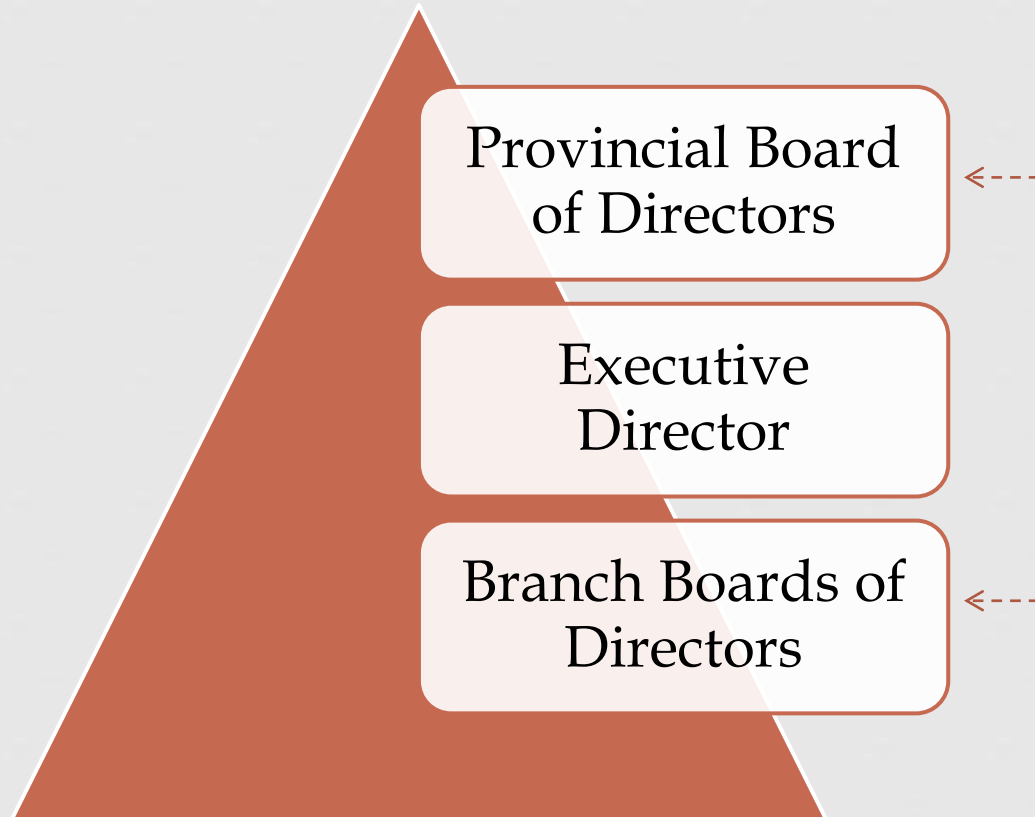 Provincial Board
of Directors
Executive
Director
Branch Boards of
Directors